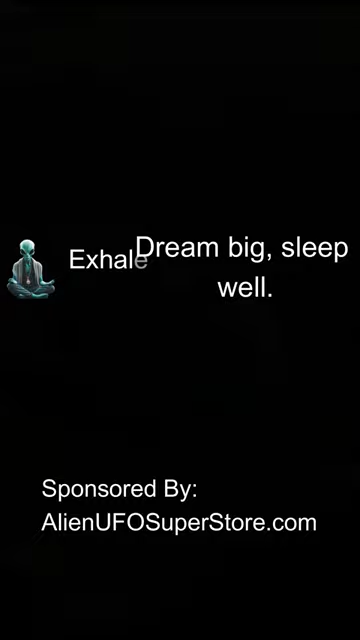 Exhale
Dream big, sleep
well.
Sponsored By:
AlienUFOSuperStore.com